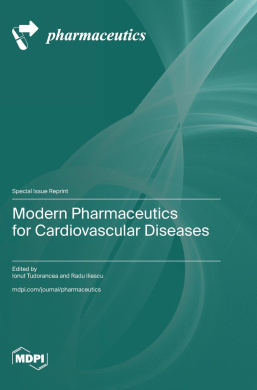 pharmaceutics
Special Issue Reprint
Modern Pharmaceutics
for Cardiovascular Diseases
Edited by
Ionut Tudorancea and Radu Iliescu
mdpi.com/journal/pharmaceutics
MDPI